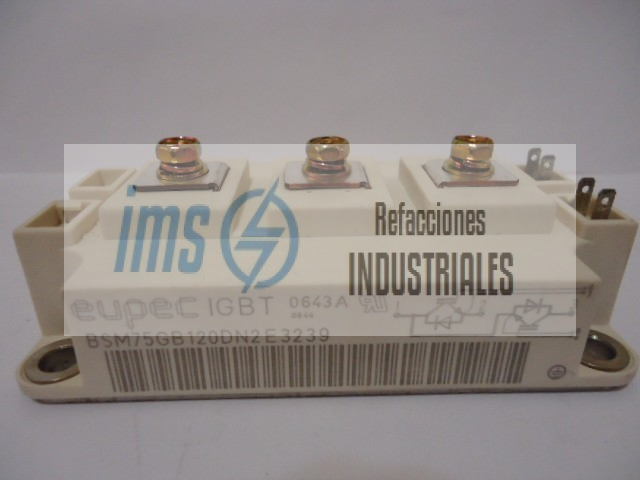 ims
Refacciones
INDUSTRIALES
eupec IGBT 0643A
BSM75GB120DN2E3239